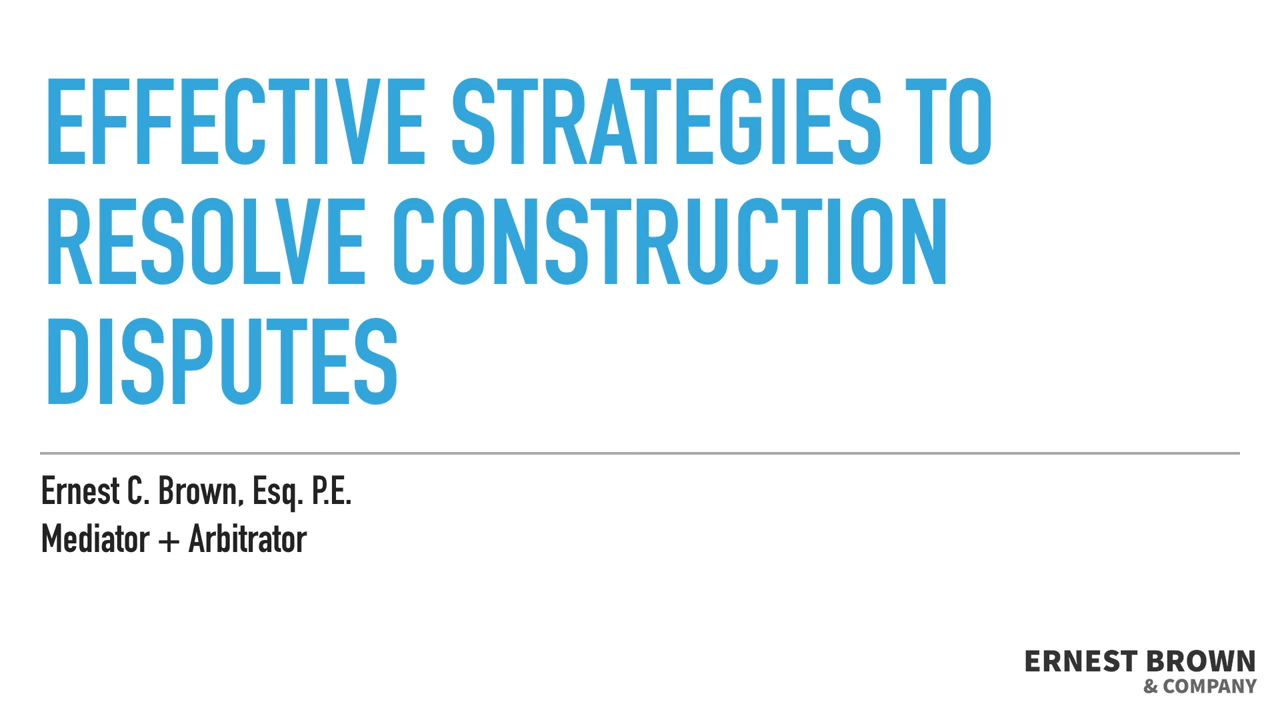 EFFECTIVE STRATEGIES TO
RESOLVE CONSTRUCTION
DISPUTES
Ernest C. Brown, Esq. P.E.
Mediator + Arbitrator
ERNEST BROWN
& COMPANY